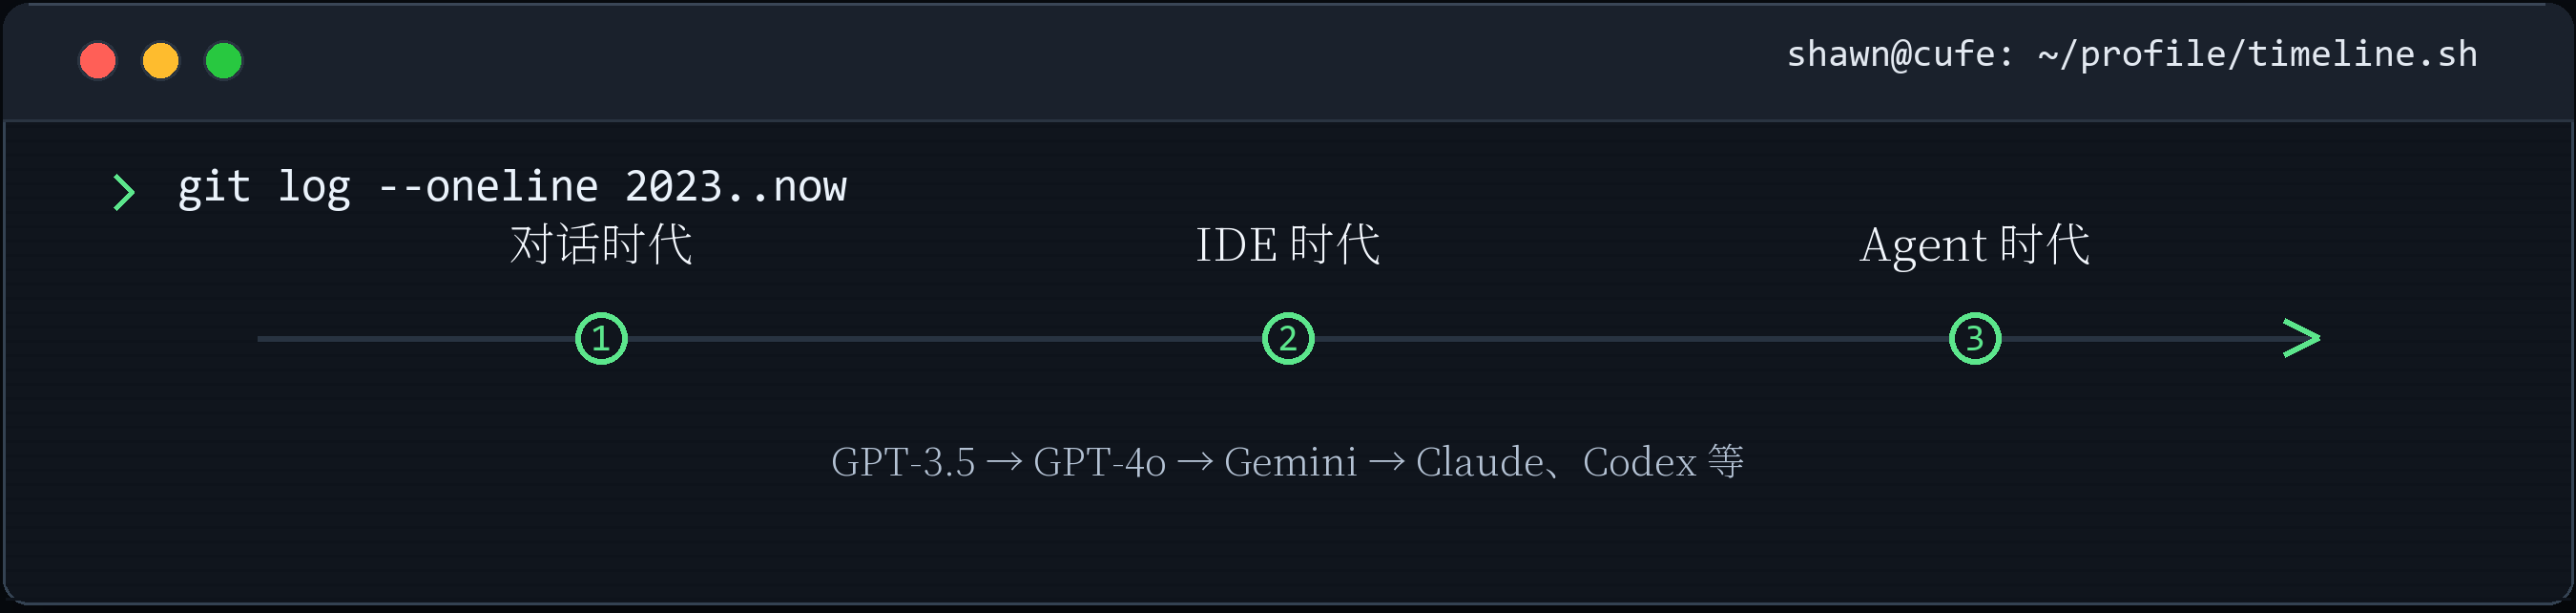 shawn@cufe: ~/profile/timeline.sh
> git log --oneline 2023..now
对话时代
IDE 时代
Agent 时代
1
2
3
GPT-3.5 → GPT-4o → Gemini → Claude、Codex 等